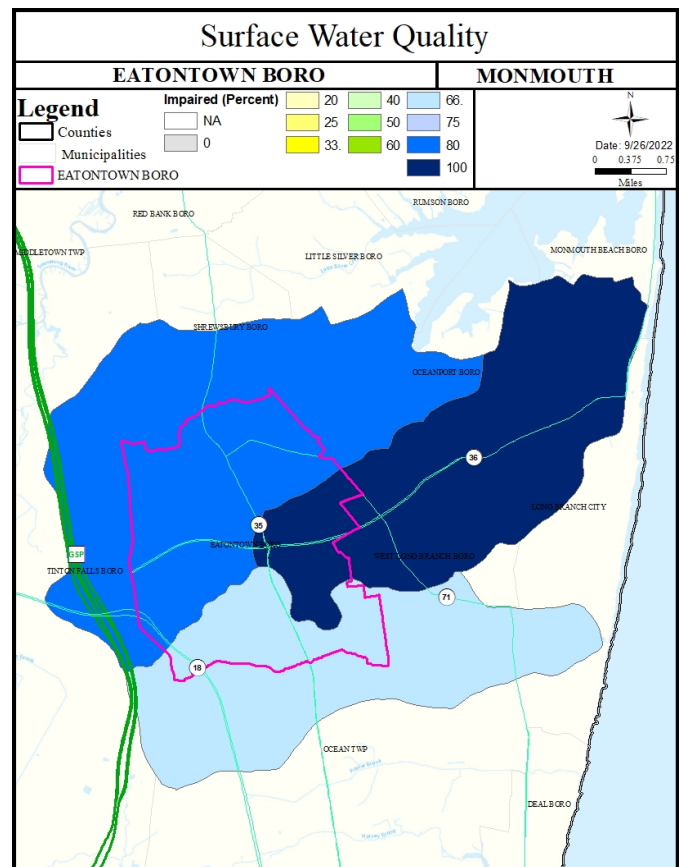 Surface Water Quality
EATONTOWN BORO
MONMOUTH
Legend
Counties
Municipalities
EATONTOWN BORO
Impaired (Percent)
NA
0
20
25
33.
40
50
60
66.
75
80
100
N
Date: 9/26/2022
0 0.375 0.75
Miles
RUMSON BORO
RED BANK BORO
MIDDLETOWN TWP
LITTLE SILVER BORO
MONMOUTH BEACH BORO
SHREWSBURY BORO
OCEANPORT BORO
36
LONG BRANCH CITY
35
EATONTOWN BORO
GSP
WEST LONG BRANCH BORO
TINTON FALLS BORO
71
18
OCEAN TWP
DEAL BORO